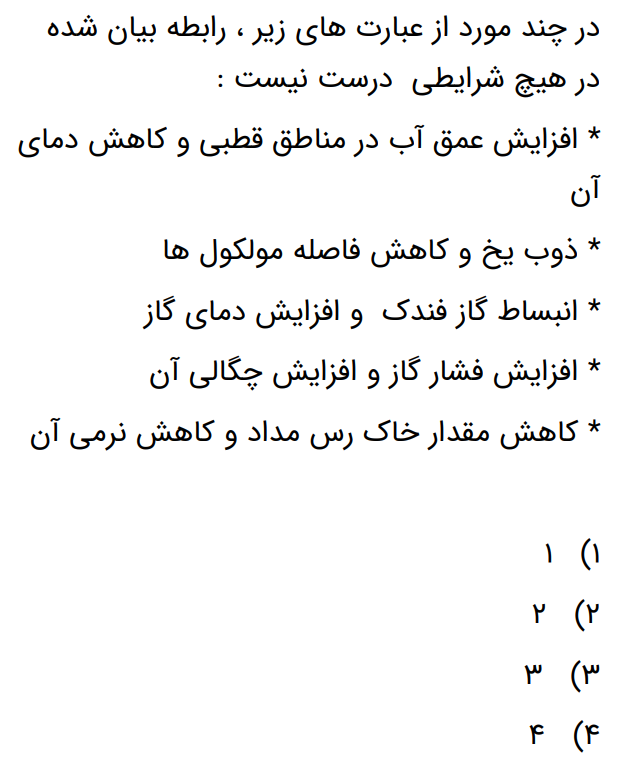 در چند مورد از عبارت های زیر ، رابطه بیان شده
در هیچ شرایطی درست نیست :
* افزایش عمق آب در مناطق قطبی و کاهش دمای
آن
* ذوب یخ و کاهش فاصله مولکول ها
* انبساط گاز فندک و افزایش دمای گاز
* افزایش فشار گاز و افزایش چگالی آن
* کاهش مقدار خاک رس مداد و کاهش نرمی آن
۱) ۱
۲) ۲
۳) ۳
۴) ۴